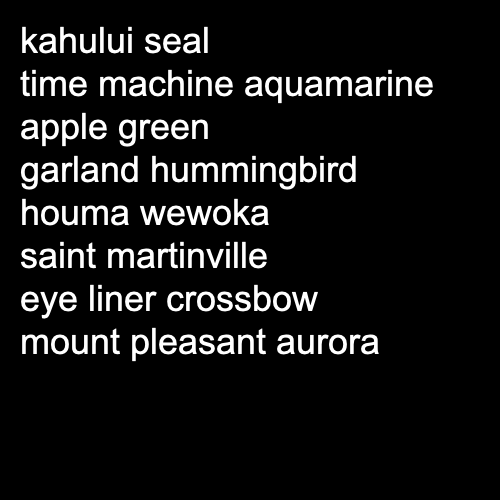 kahului seal
time machine aquamarine
apple green
garland hummingbird
houma wewoka
saint martinville
eye liner crossbow
mount pleasant aurora